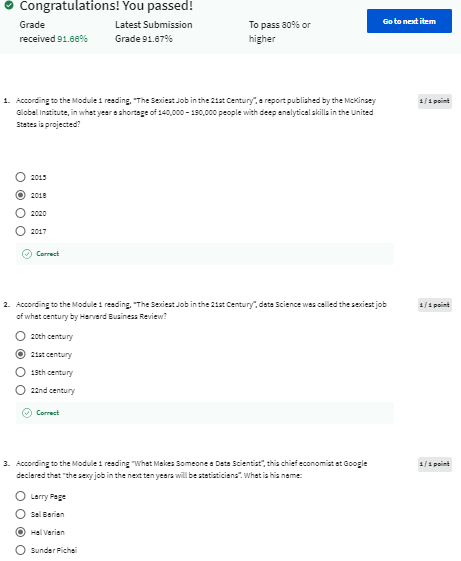 Congratulations! You passed!
Grade received 91.66%
Latest Submission Grade 91.67%
To pass 80% or higher
Go to next item
1. According to the Module 1 reading, "The Sexiest Job in the 21st Century", a report published by the McKinsey
Global Institute, in what year a shortage of 140,000 - 190,000 people with deep analytical skills in the United
States is projected?
1 / 1 point
2015
2018
2020
2017
Correct
2. According to the Module 1 reading, "The Sexiest Job in the 21st Century", data Science was called the sexiest job
of what century by Harvard Business Review?
1 / 1 point
20th century
21st century
19th century
22nd century
Correct
3. According to the Module 1 reading "What Makes Someone a Data Scientist", this chief economist at Google
declared that "the sexy job in the next ten years will be statisticians". What is his name:
1 / 1 point
Larry Page
Sal Barian
Hal Varian
Sundar Pichai